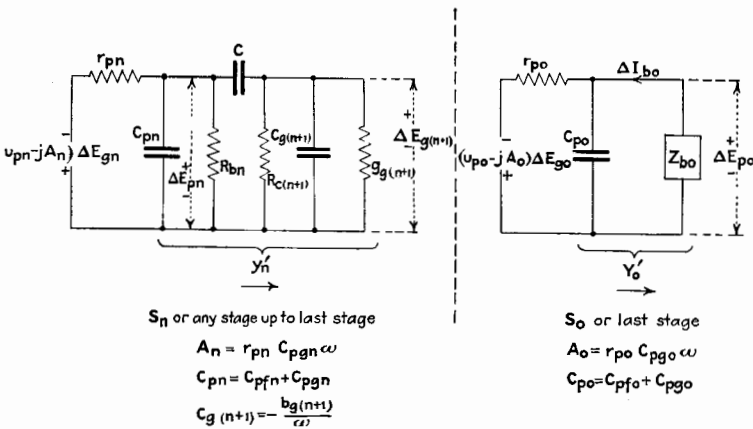 r_pn
C
r_po
ΔI_bo
υ_pn-jA_n) ΔE_gn
C_pn
ΔE_pn
R_bn
C_g(n+1)
R_c(n+1)
g_g(n+1)
ΔE_g(n+1)
(υ_po-jA_o)ΔE_go
C_po
Z_bo
ΔE_po
y'_n
Y'_o
S_n or any stage up to last stage
A_n = r_pn C_pgn ω
C_pn = C_pfn + C_pgn
C_g(n+1) = - b_g(n+1) / ω
S_o or last stage
A_o = r_po C_pgo ω
C_po = C_pfo + C_pgo